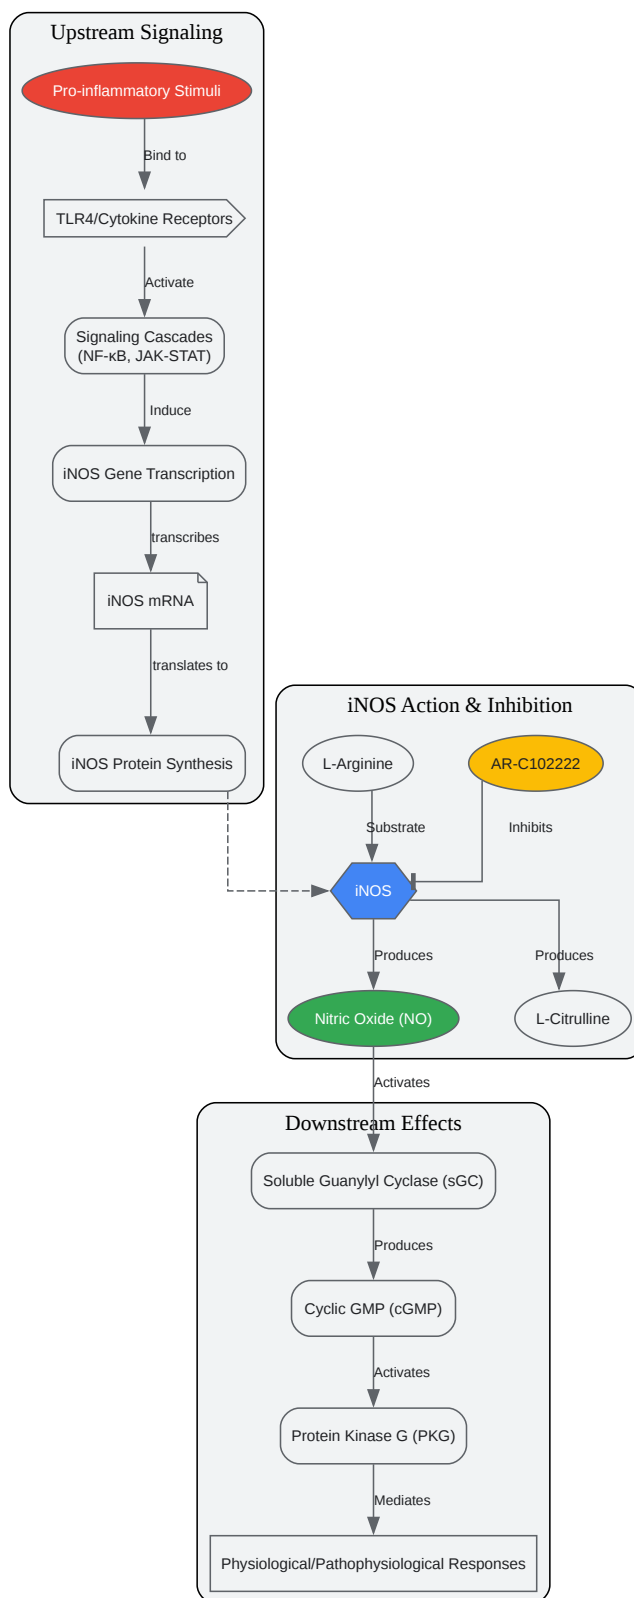 Upstream Signaling
Pro-inflammatory Stimuli
Bind to
TLR4/Cytokine Receptors
Activate
Signaling Cascades
(NF-κB, JAK-STAT)
Induce
iNOS Gene Transcription
transcribes
iNOS mRNA
translates to
iNOS Protein Synthesis
iNOS Action & Inhibition
L-Arginine
AR-C102222
Substrate
Inhibits
iNOS
Produces
Produces
Nitric Oxide (NO)
L-Citrulline
Activates
Downstream Effects
Soluble Guanylyl Cyclase (sGC)
Produces
Cyclic GMP (cGMP)
Activates
Protein Kinase G (PKG)
Mediates
Physiological/Pathophysiological Responses